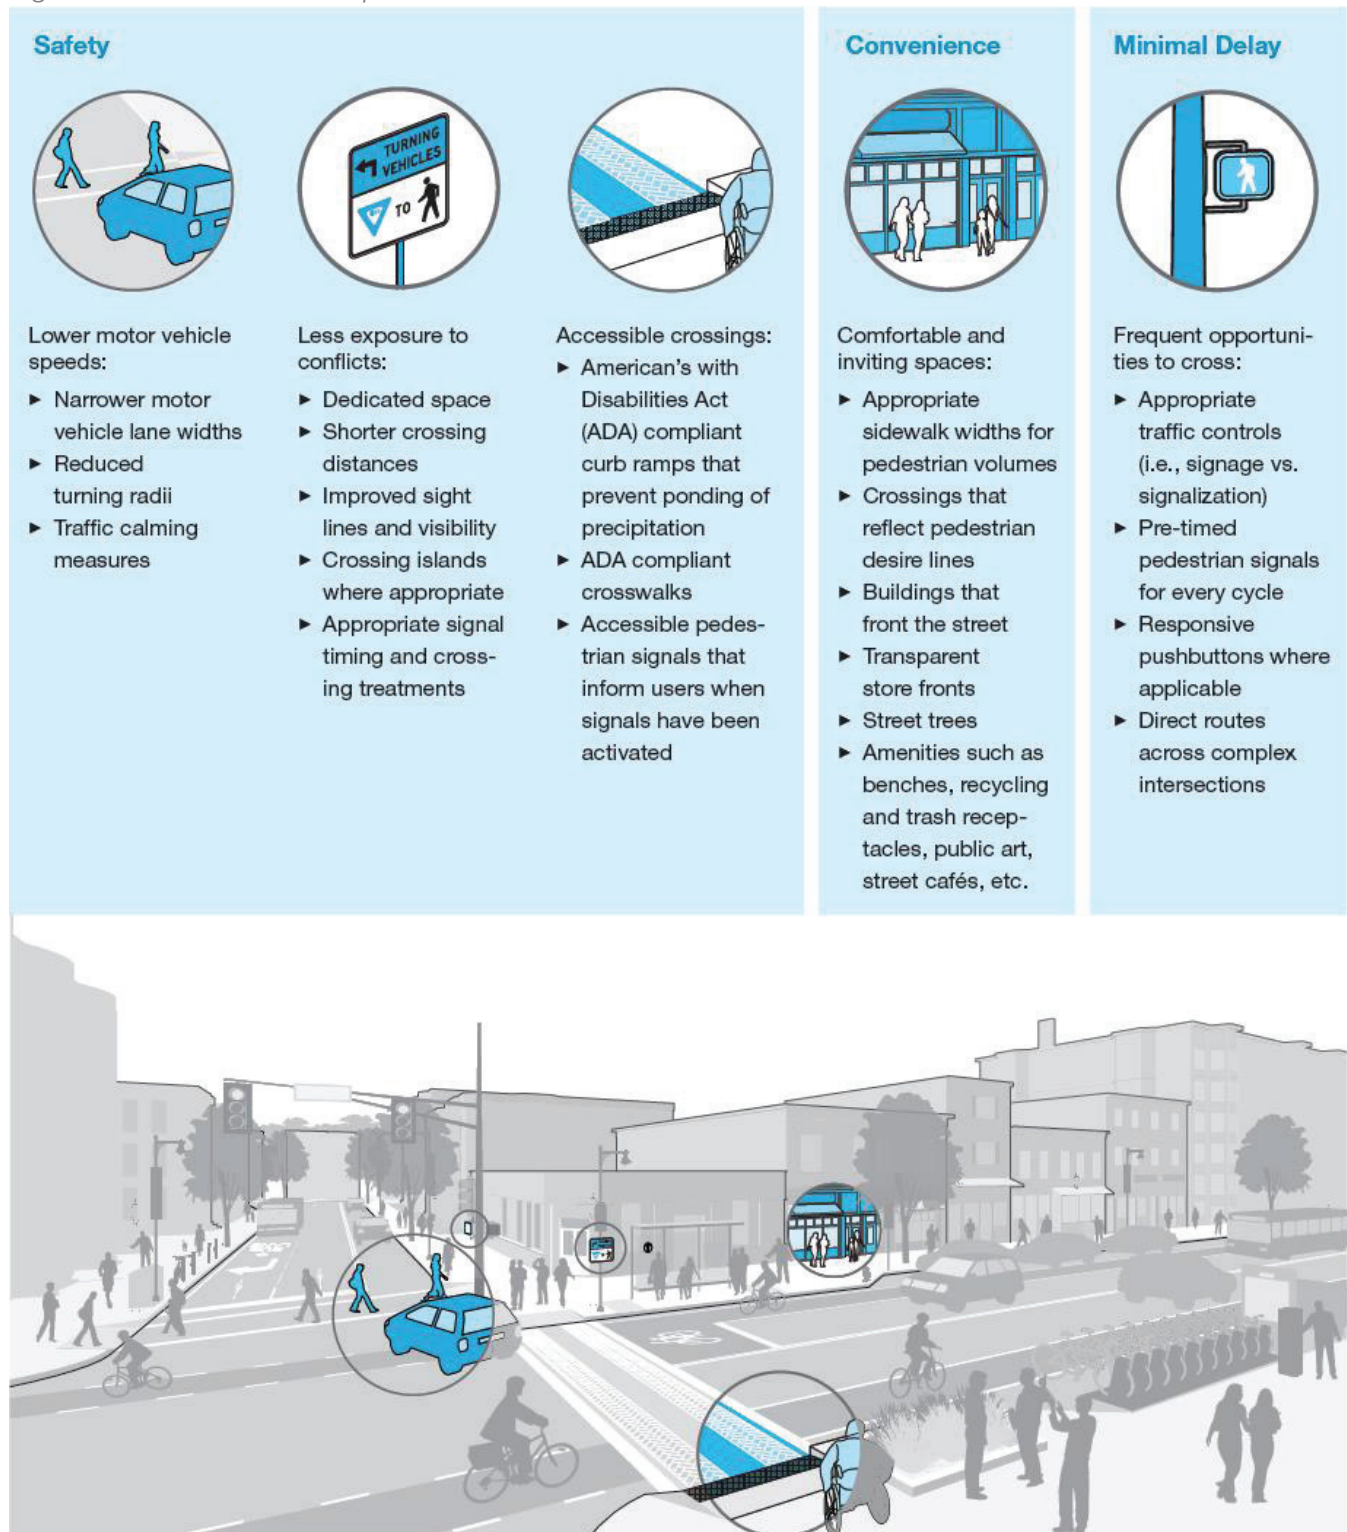 Safety
TURNING
VEHICLES
TO
Lower motor vehicle
speeds:
► Narrower motor
vehicle lane widths
► Reduced
turning radii
► Traffic calming
measures
Less exposure to
conflicts:
► Dedicated space
► Shorter crossing
distances
► Improved sight
lines and visibility
► Crossing islands
where appropriate
► Appropriate signal
timing and cross-
ing treatments
Accessible crossings:
► American's with
Disabilities Act
(ADA) compliant
curb ramps that
prevent ponding of
precipitation
► ADA compliant
crosswalks
► Accessible pedes-
trian signals that
inform users when
signals have been
activated
Convenience
Comfortable and
inviting spaces:
► Appropriate
sidewalk widths for
pedestrian volumes
► Crossings that
reflect pedestrian
desire lines
► Buildings that
front the street
► Transparent
store fronts
► Street trees
► Amenities such as
benches, recycling
and trash recep-
tacles, public art,
street cafés, etc.
Minimal Delay
Frequent opportuni-
ties to cross:
► Appropriate
traffic controls
(i.e., signage vs.
signalization)
► Pre-timed
pedestrian signals
for every cycle
► Responsive
pushbuttons where
applicable
► Direct routes
across complex
intersections